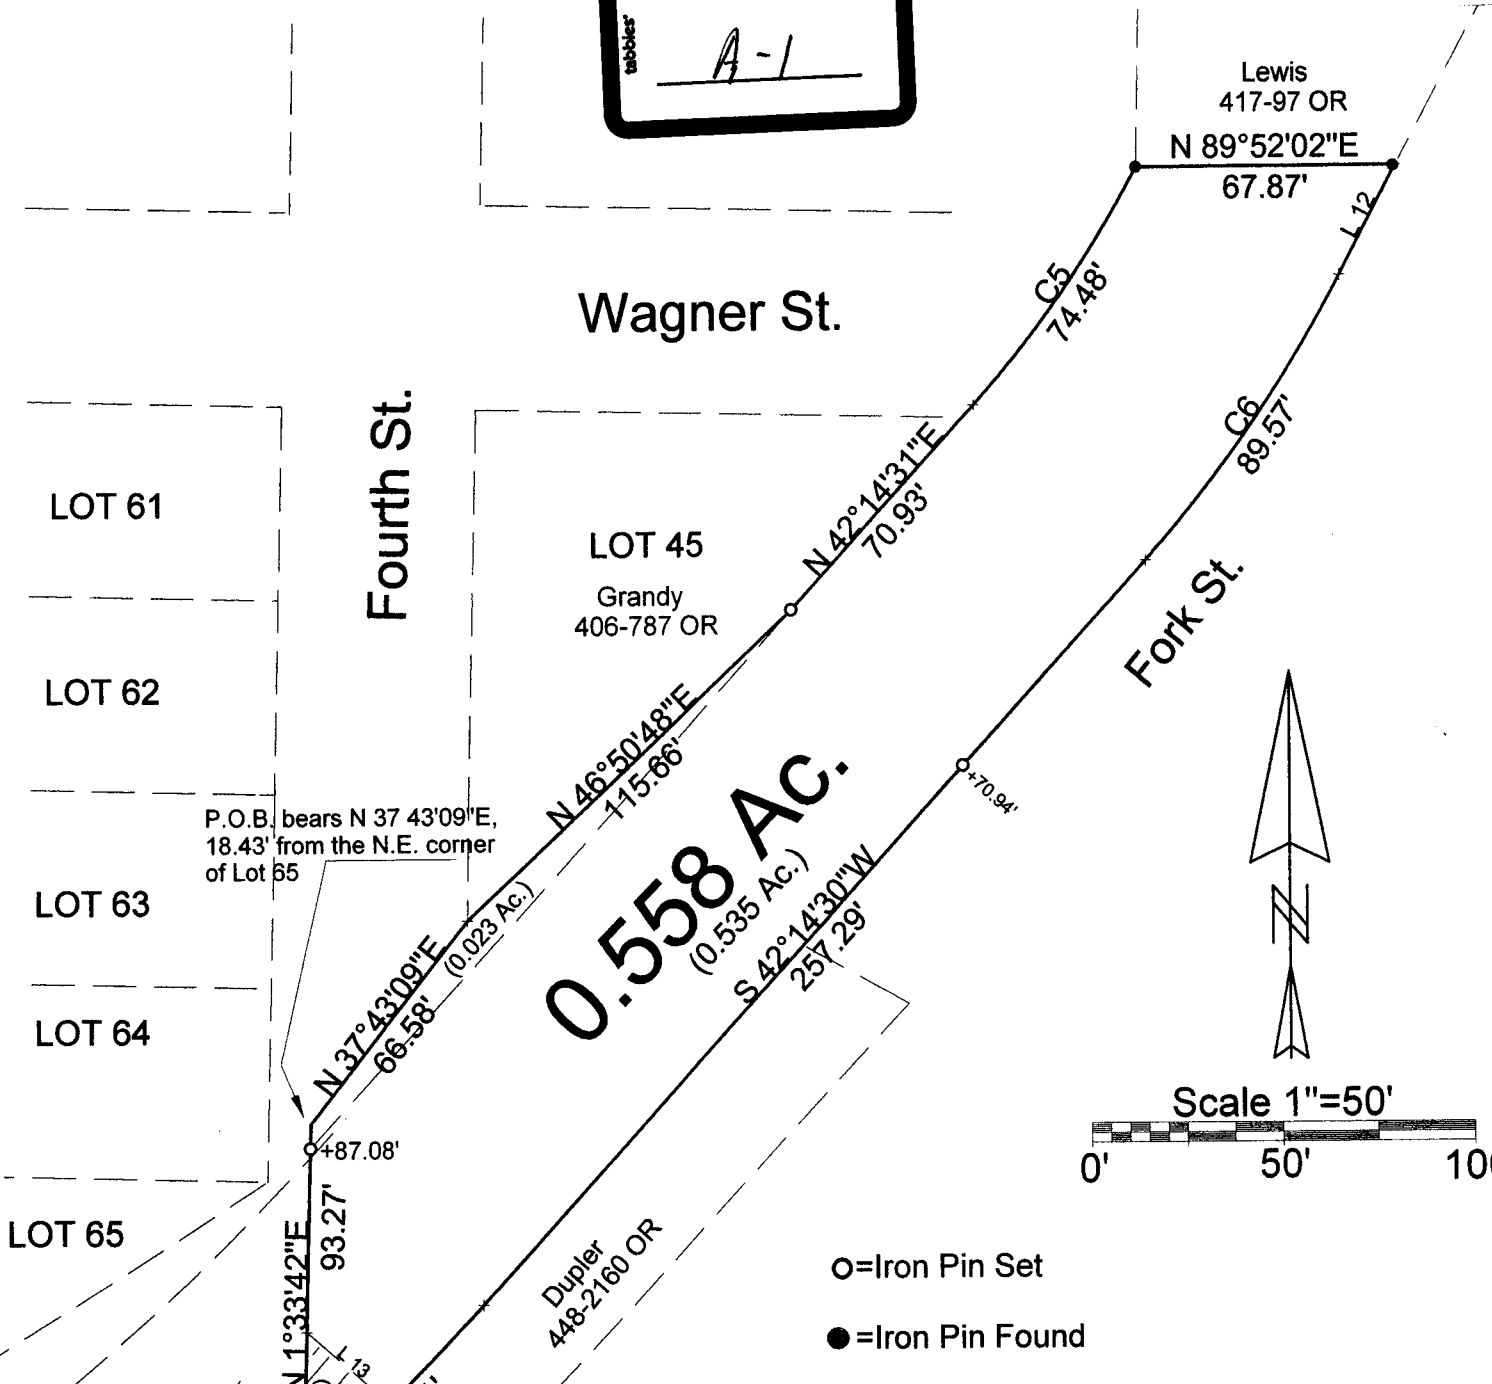 tabbies'
A-1
Lewis
417-97 OR
N 89°52'02"E
67.87'
L 12
C5
74.48'
Wagner St.
C6
89.57'
Fourth St.
N 42°14'31"E
70.93'
LOT 61
LOT 45
Grandy
406-787 OR
Fork St.
LOT 62
N 46°50'48"E
115.66'
+70.94'
P.O.B. bears N 37 43'09"E,
18.43' from the N.E. corner
of Lot 65
0.558 Ac.
(0.535 Ac.)
S 42°14'30"W
257.29'
LOT 63
(0.023 Ac.)
N
N 37°43'09"E
66.58'
LOT 64
Scale 1"=50'
0' 50' 10
+87.08'
LOT 65
N 1°33'42"E
93.27'
Dupler
448-2160 OR
=Iron Pin Set
=Iron Pin Found
L 13